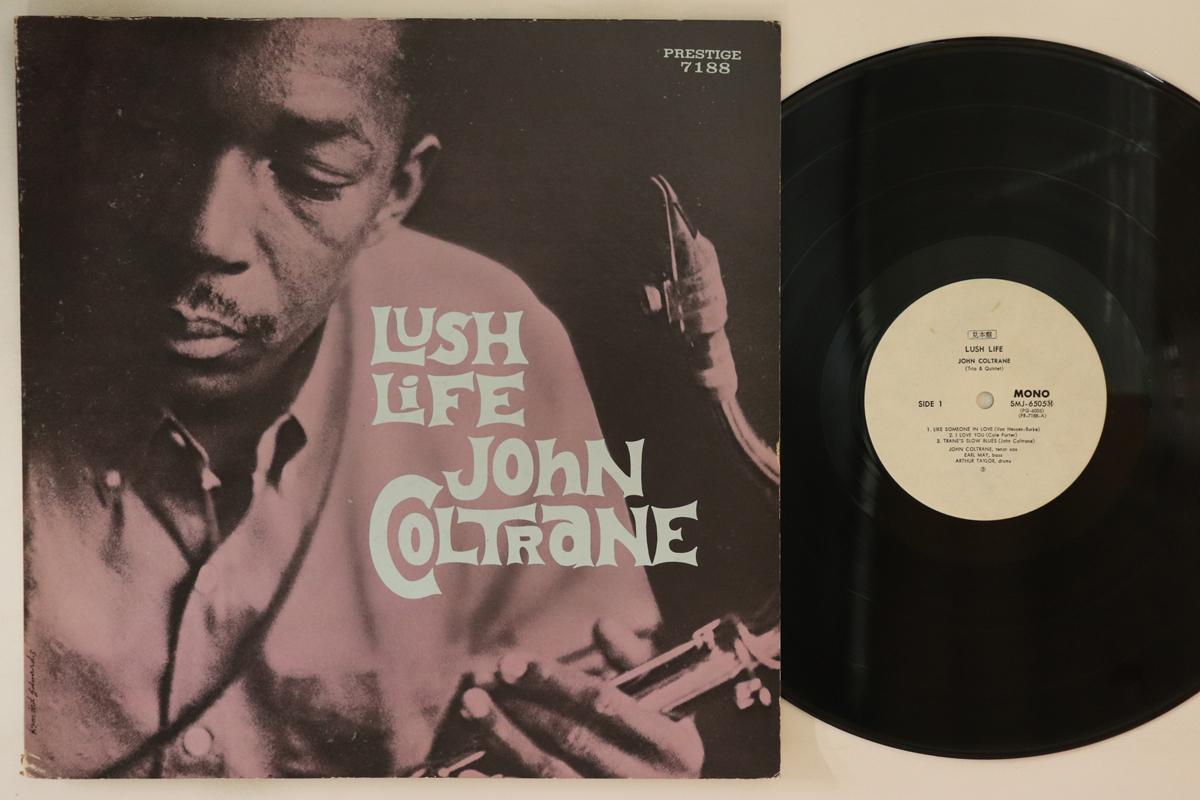 PRESTIGE
7188
LUSH
LiFE
JOhN
COLTRaNE
見本盤
LUSH LIFE
JOHN COLTRANE
(Trio & Quintet)
SIDE 1
MONO
SMJ-6505Ⓜ
(PR-7188-A)
1. LIKE SOMEONE IN LOVE (Van Heusen-Burke)
2. I LOVE YOU (Cole Porter)
3. TRANE'S SLOW BLUES (John Coltrane)
JOHN COLTRANE, tenor sax
EARL MAY, bass
ARTHUR TAYLOR, drums